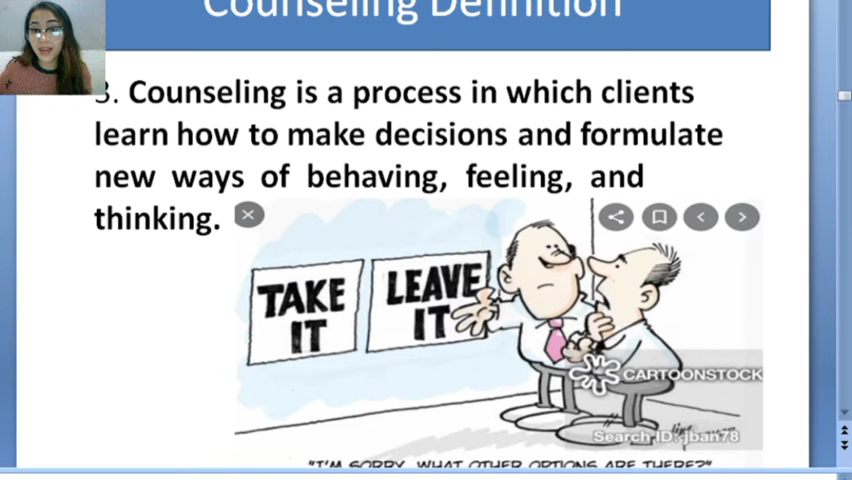 Counseling Definition
3. Counseling is a process in which clients
learn how to make decisions and formulate
new ways of behaving, feeling, and
thinking.
TAKE
IT
LEAVE
IT
CARTOONSTOCK
Search ID: jban78
"I'M SORRY, WHAT OTHER OPTIONS ARE THERE?"